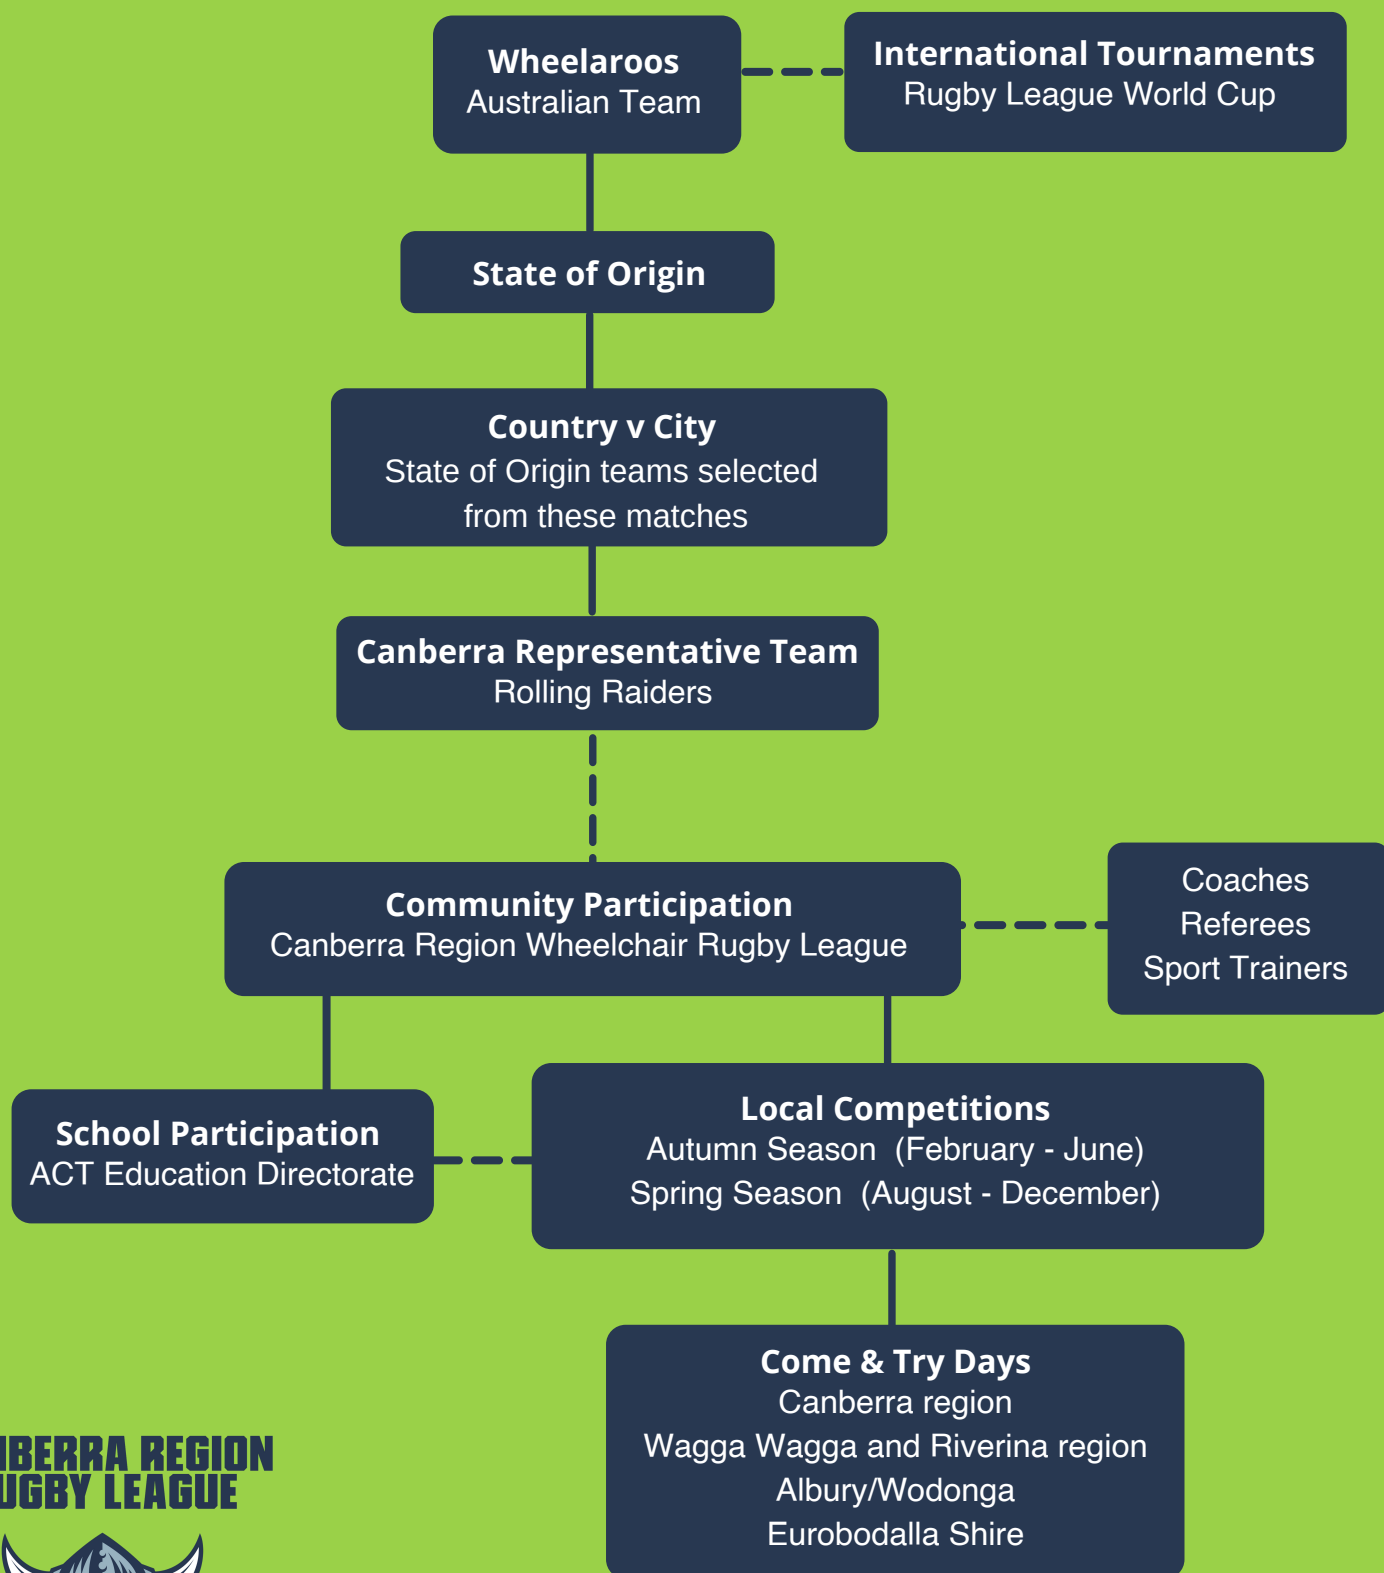 Wheelaroos
Australian Team
International Tournaments
Rugby League World Cup
State of Origin
Country v City
State of Origin teams selected
from these matches
Canberra Representative Team
Rolling Raiders
Community Participation
Canberra Region Wheelchair Rugby League
Coaches
Referees
Sport Trainers
School Participation
ACT Education Directorate
Local Competitions
Autumn Season (February - June)
Spring Season (August - December)
Come & Try Days
Canberra region
Wagga Wagga and Riverina region
Albury/Wodonga
Eurobodalla Shire
REGION
LEAGUE